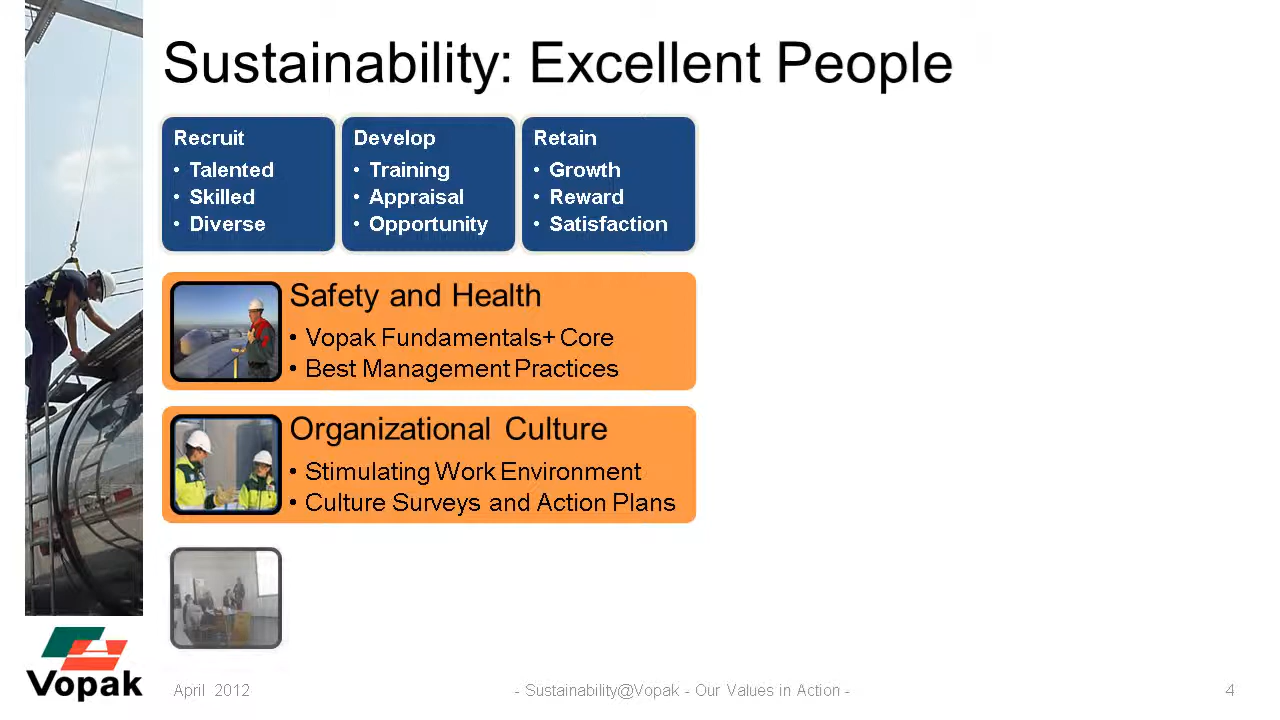 Sustainability: Excellent People
Recruit
• Talented
• Skilled
• Diverse
Develop
• Training
• Appraisal
• Opportunity
Retain
• Growth
• Reward
• Satisfaction
Safety and Health
• Vopak Fundamentals+ Core
• Best Management Practices
Organizational Culture
• Stimulating Work Environment
• Culture Surveys and Action Plans
Vopak
April 2012
- Sustainability@Vopak - Our Values in Action -
4